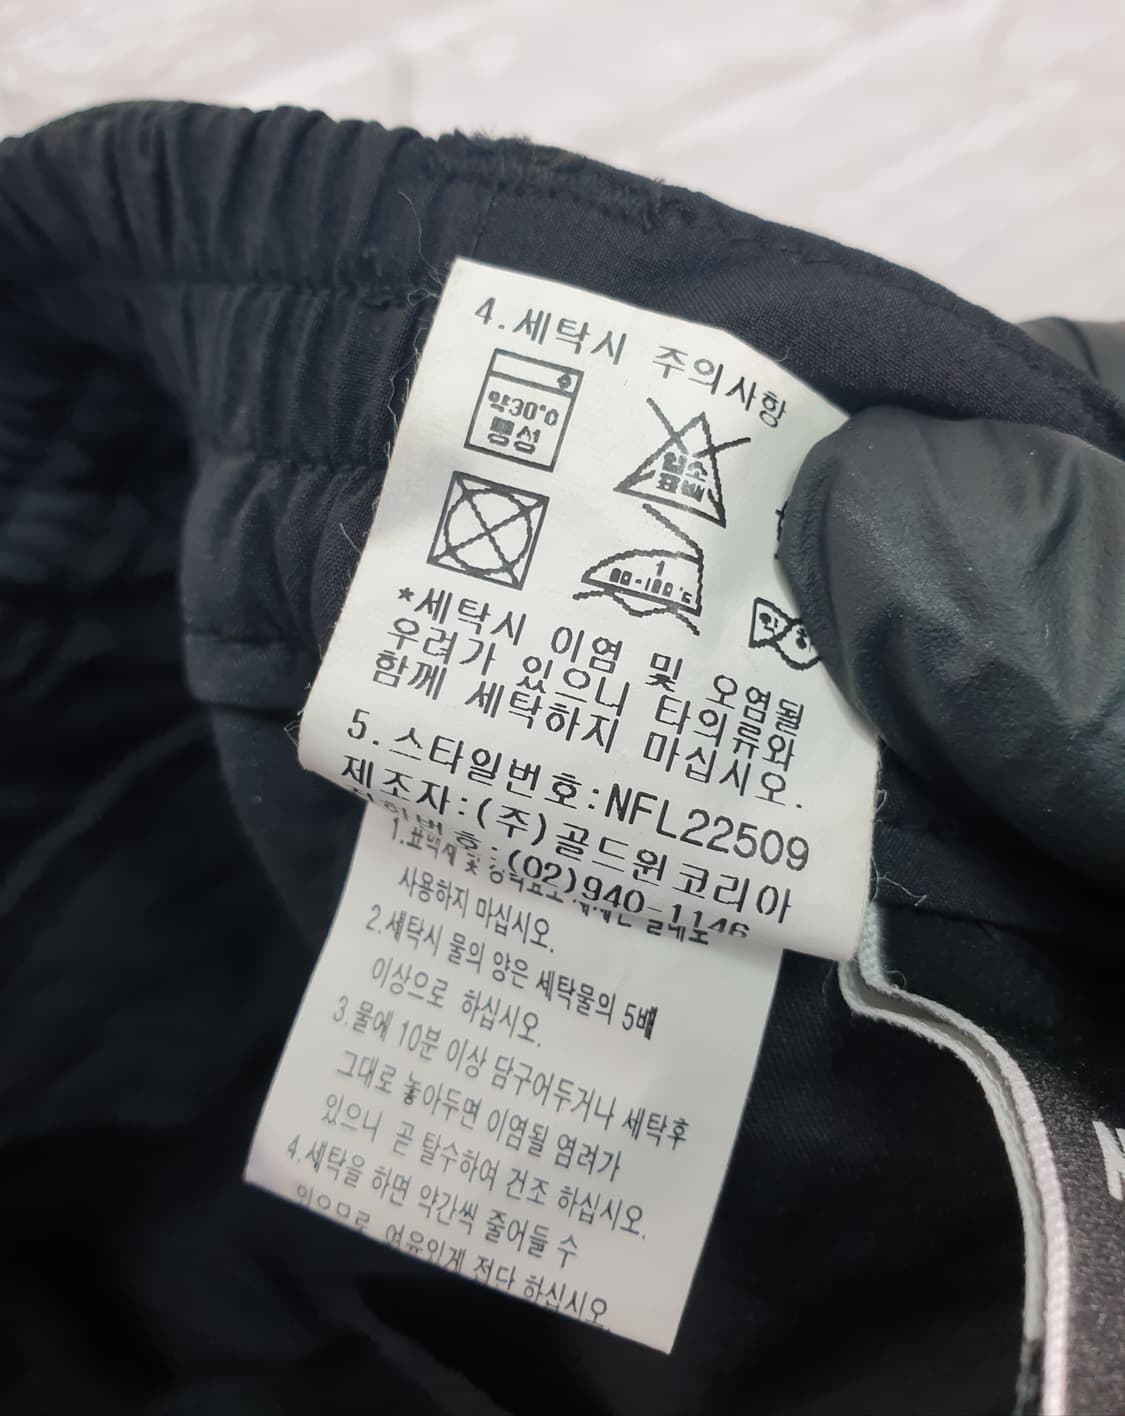 4.세탁시 주의사항
약30℃
중성
염소
표백
1
80-100℃
*세탁시 이염 및 오염될
우려가 있으니 타의류와
함께 세탁하지 마십시오.
5.스타일번호:NFL22509
제조자:(주)골드윈코리아
:(02)940-1146
사용하지 마십시오.
2.세탁시 물의 양은 세탁물의 5배
이상으로 하십시오.
3.물에 10분 이상 담구어두거나 세탁후
그대로 놓아두면 이염될 염려가
있으니 곧 탈수하여 건조 하십시오.
4.세탁을 하면 약간씩 줄어들 수
있으므로 여유있게 전단 하십시오.